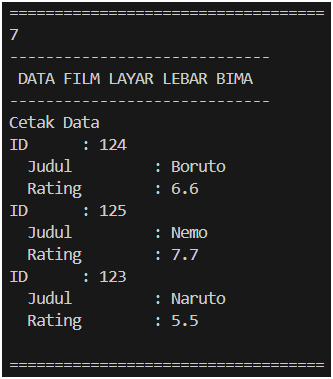 ===================================
7
-----------------------------
 DATA FILM LAYAR LEBAR BIMA
-----------------------------
Cetak Data
ID      : 124
  Judul         : Boruto
  Rating        : 6.6
ID      : 125
  Judul         : Nemo
  Rating        : 7.7
ID      : 123
  Judul         : Naruto
  Rating        : 5.5

===================================